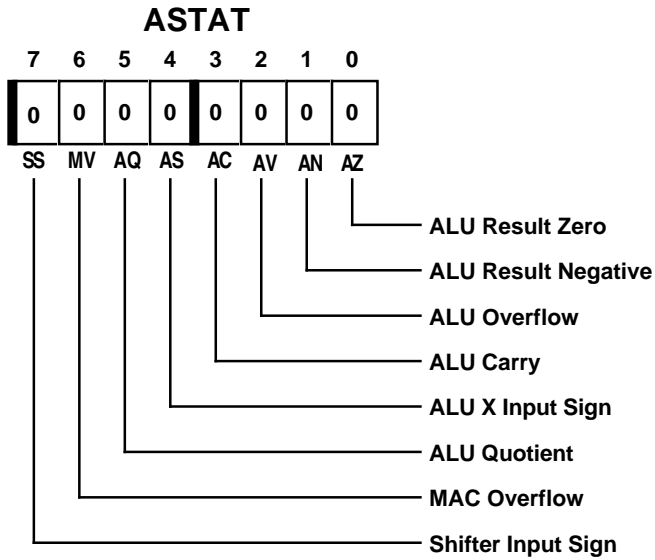 ASTAT
7 6 5 4 3 2 1 0
0 0 0 0 0 0 0 0
SS MV AQ AS AC AV AN AZ
ALU Result Zero
ALU Result Negative
ALU Overflow
ALU Carry
ALU X Input Sign
ALU Quotient
MAC Overflow
Shifter Input Sign